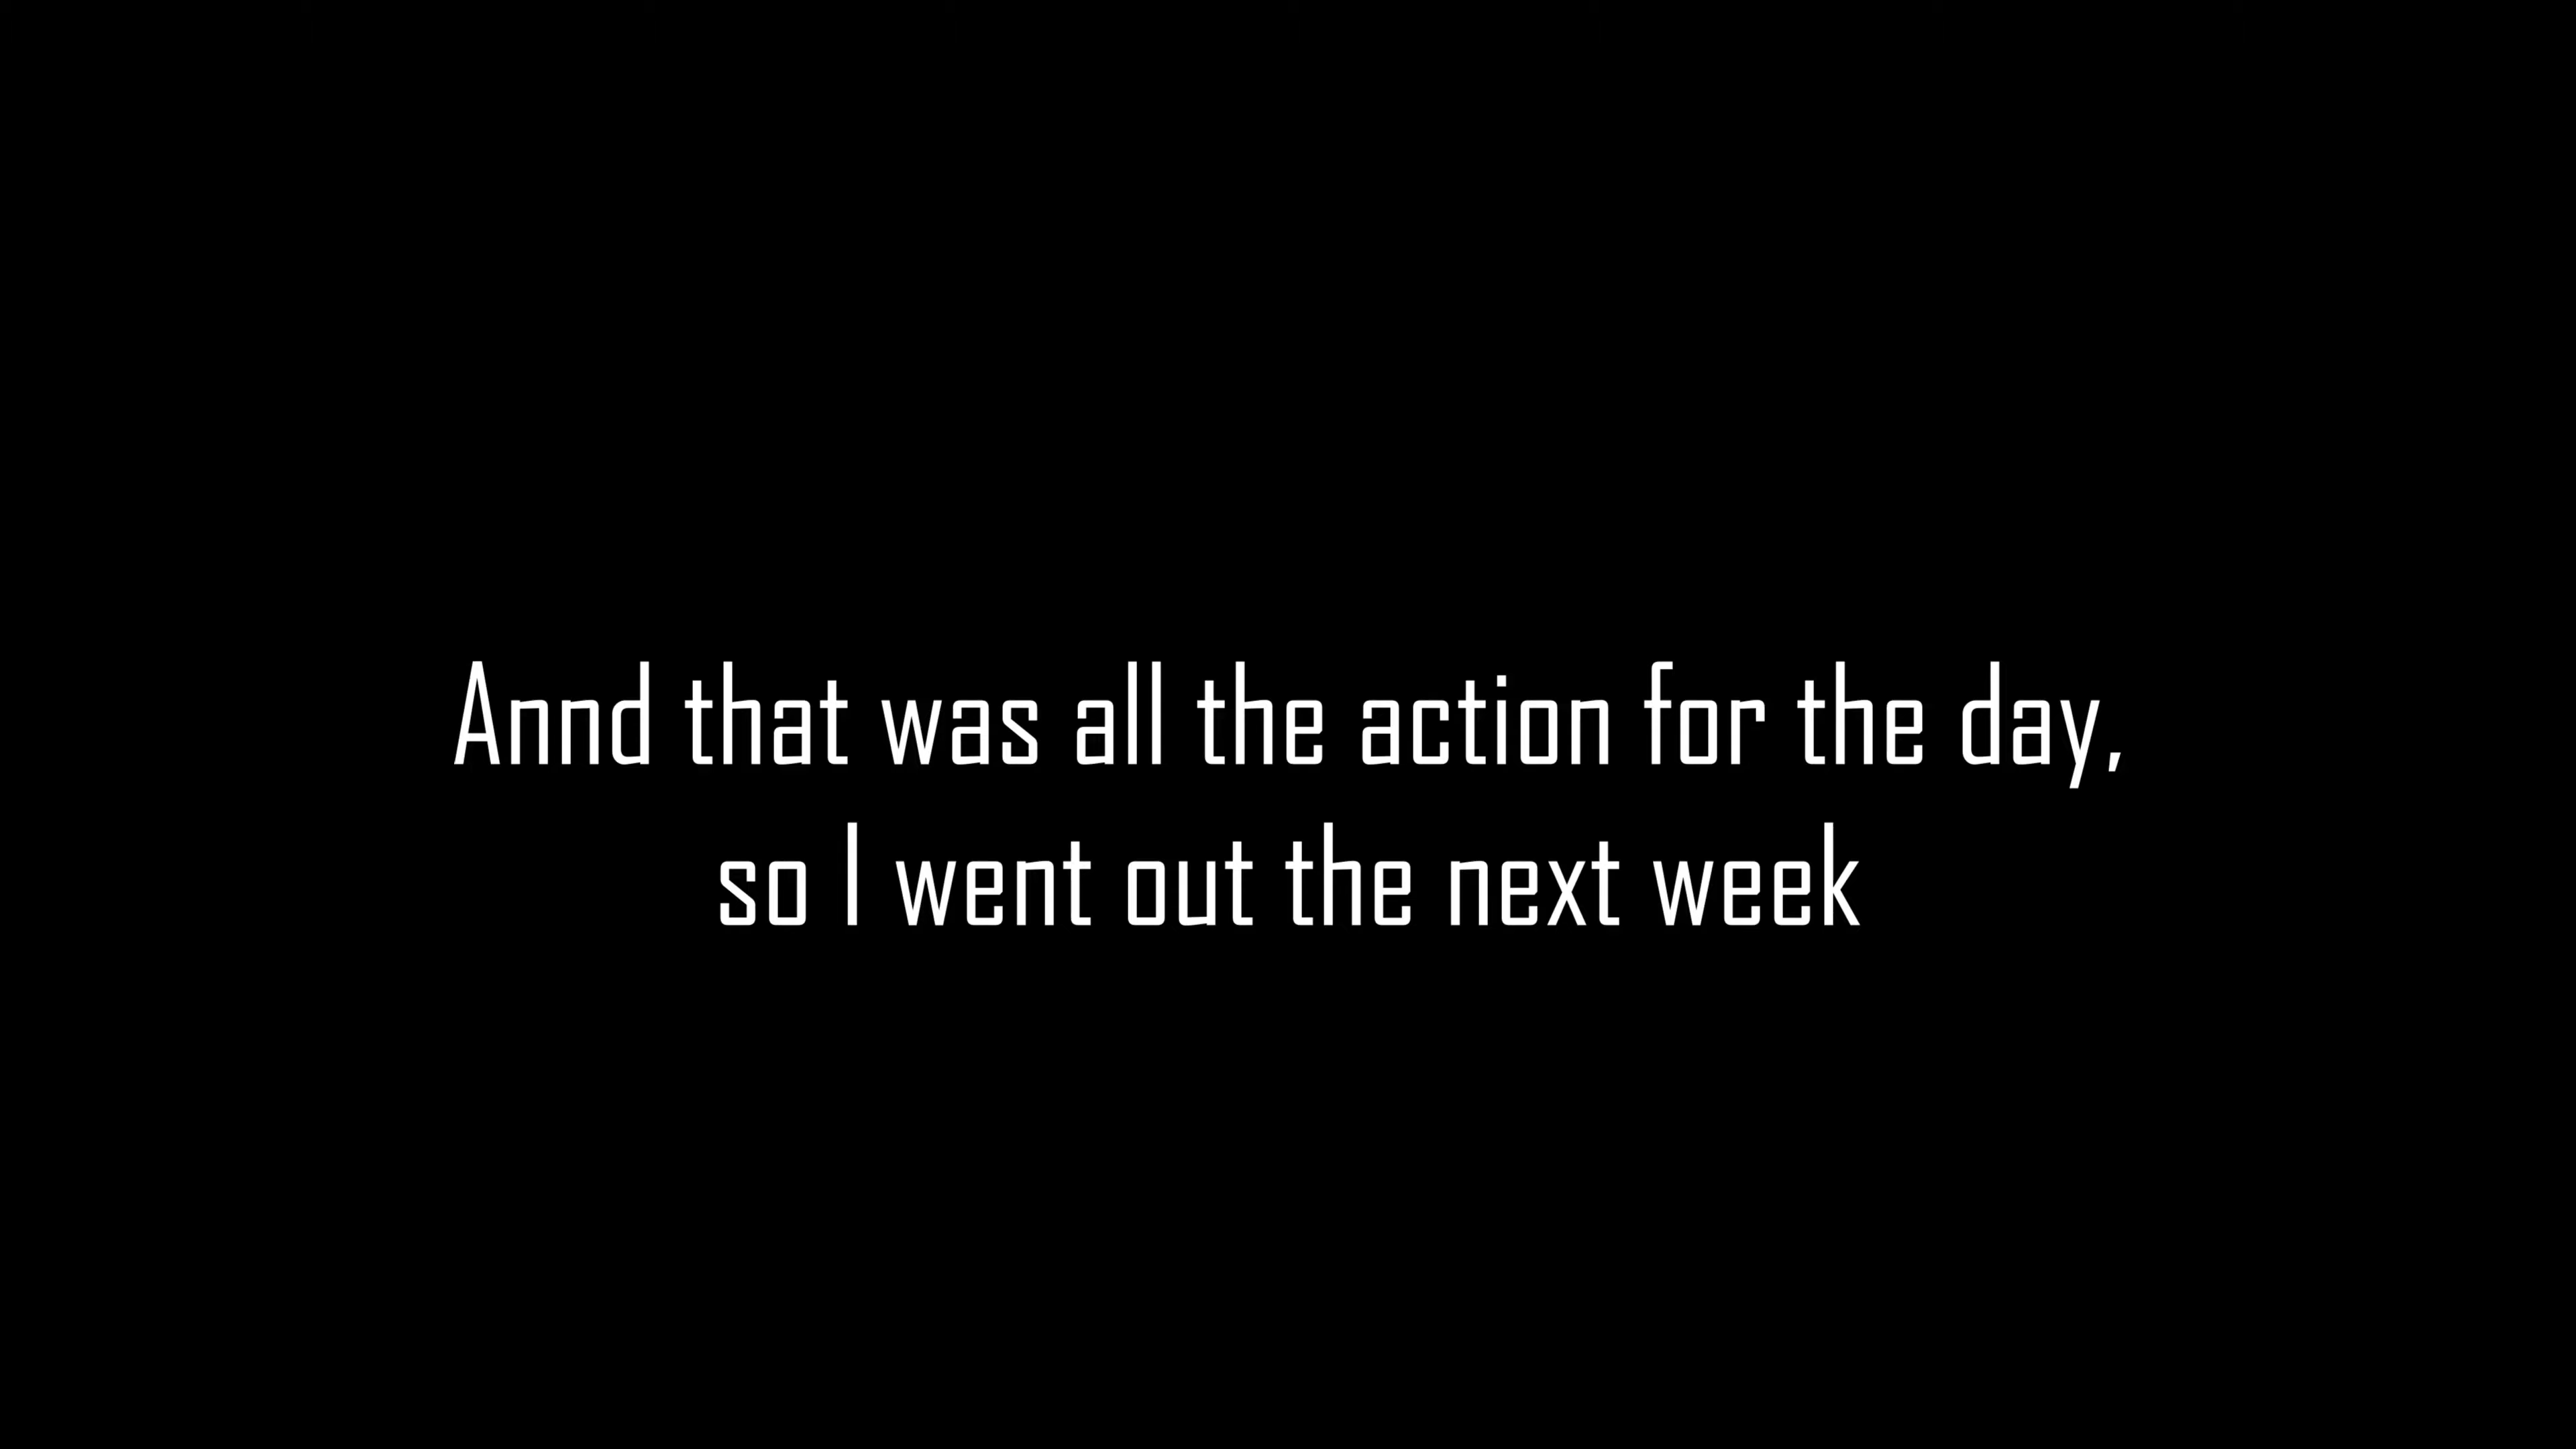 Annd that was all the action for the day,
so I went out the next week